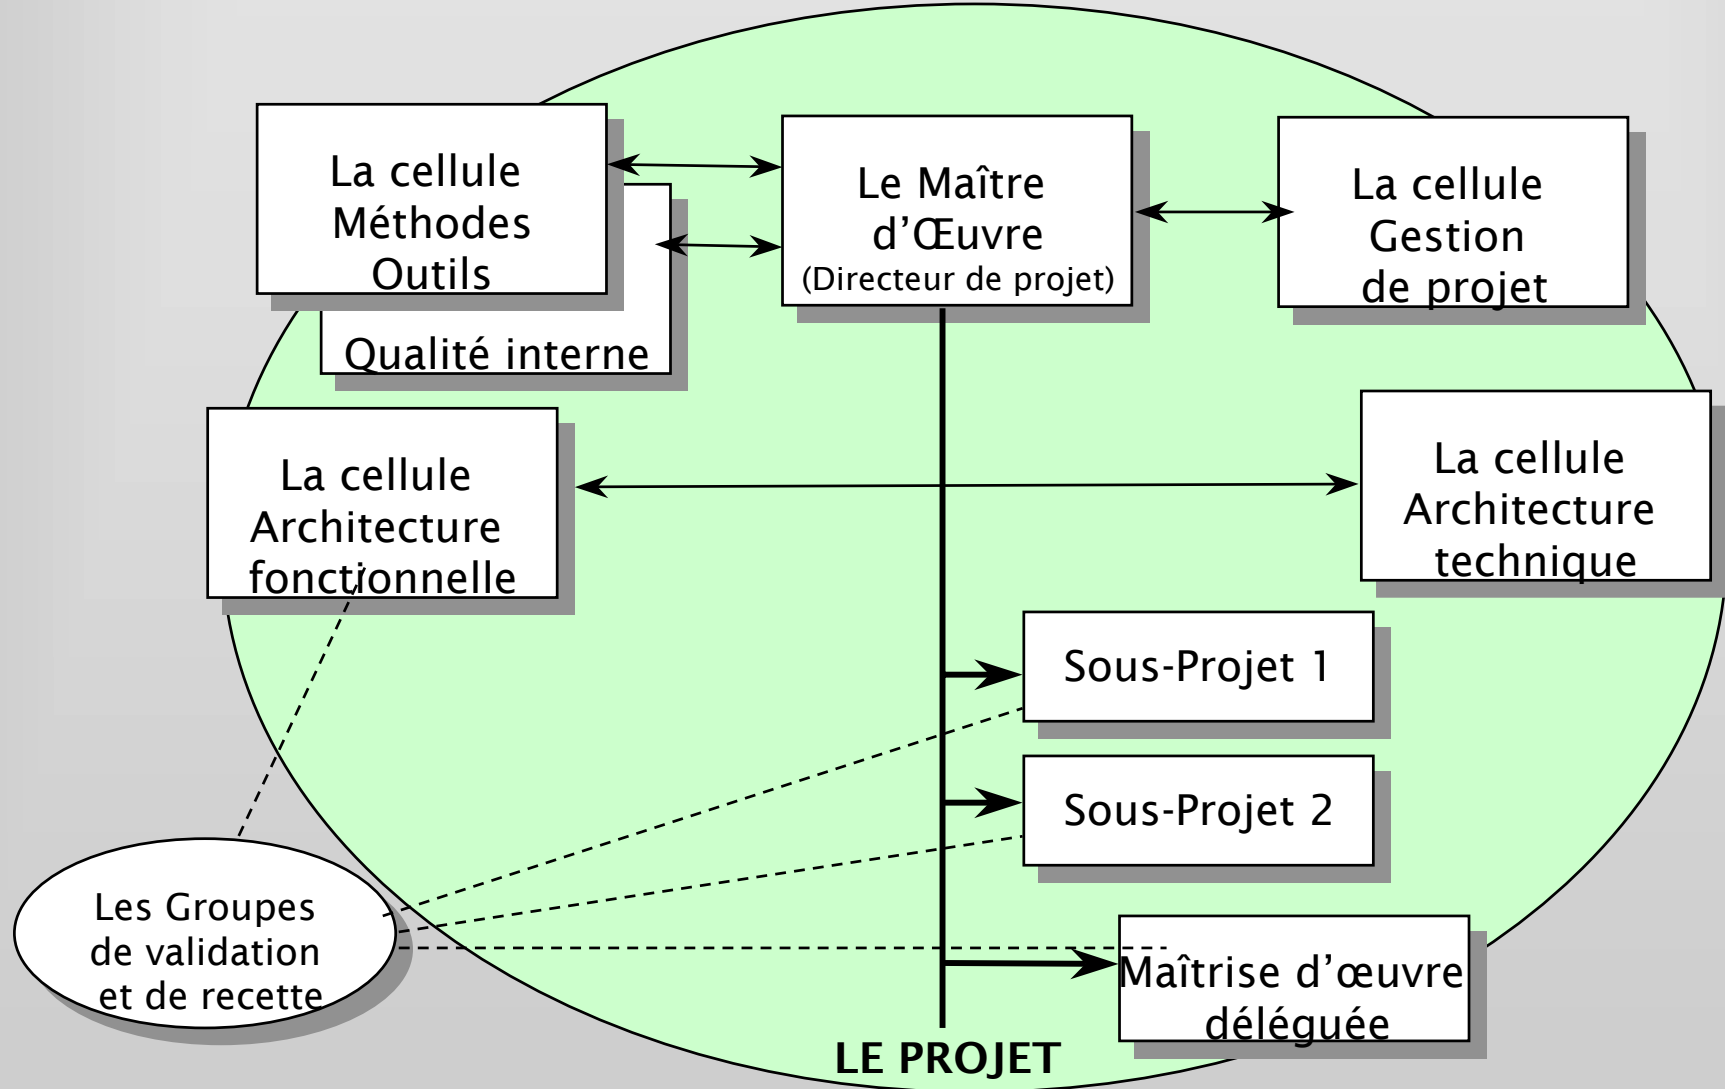 La cellule
Méthodes
Outils
Qualité interne
Le Maître
d’Œuvre
(Directeur de projet)
La cellule
Gestion
de projet
La cellule
Architecture
fonctionnelle
La cellule
Architecture
technique
Sous-Projet 1
Sous-Projet 2
Les Groupes
de validation
et de recette
Maîtrise d’œuvre
déléguée
LE PROJET